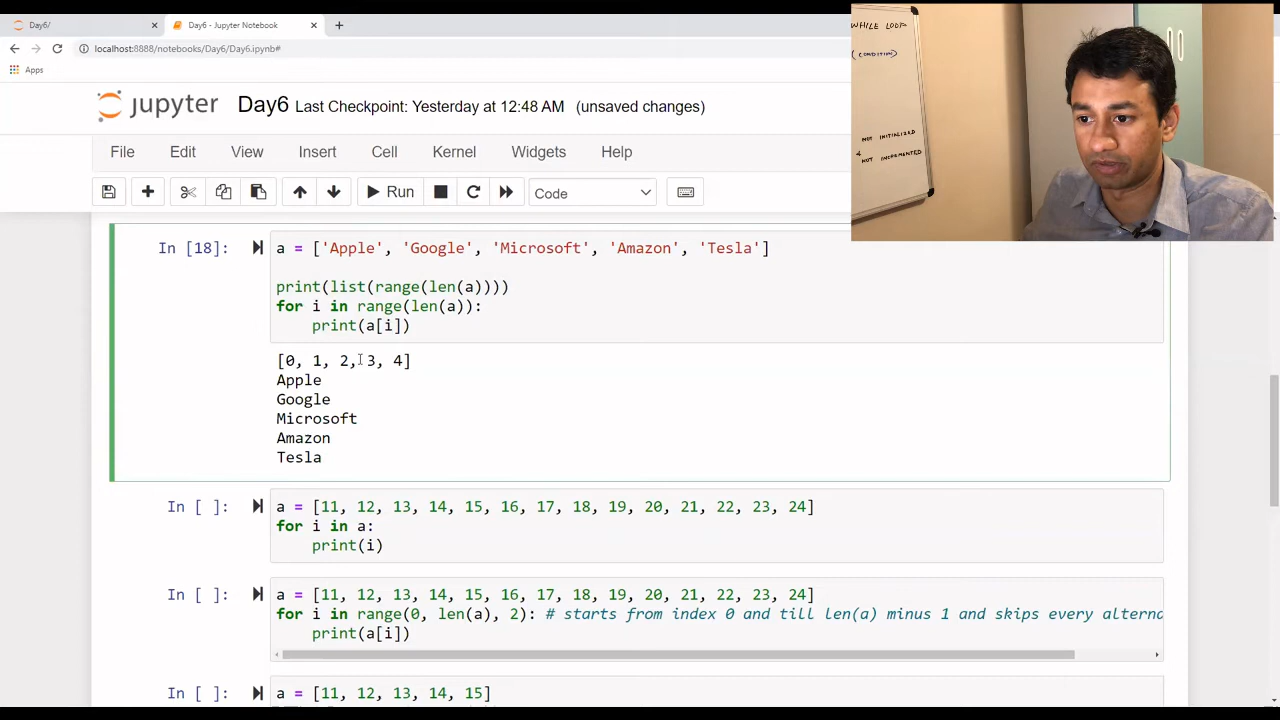 Day6/
Day6 - Jupyter Notebook
localhost:8888/notebooks/Day6/Day6.ipynb#
Apps
WHILE LOOP
(CONDITION)
NOT INITIALIZED
NOT INCREMENTED
jupyter Day6 Last Checkpoint: Yesterday at 12:48 AM (unsaved changes)
File Edit View Insert Cell Kernel Widgets Help
Run Code
In [18]: a = ['Apple', 'Google', 'Microsoft', 'Amazon', 'Tesla']
print(list(range(len(a))))
for i in range(len(a)):
    print(a[i])
[0, 1, 2, 3, 4]
Apple
Google
Microsoft
Amazon
Tesla
In [ ]: a = [11, 12, 13, 14, 15, 16, 17, 18, 19, 20, 21, 22, 23, 24]
for i in a:
    print(i)
In [ ]: a = [11, 12, 13, 14, 15, 16, 17, 18, 19, 20, 21, 22, 23, 24]
for i in range(0, len(a), 2): # starts from index 0 and till len(a) minus 1 and skips every alterna
    print(a[i])
In [ ]: a = [11, 12, 13, 14, 15]